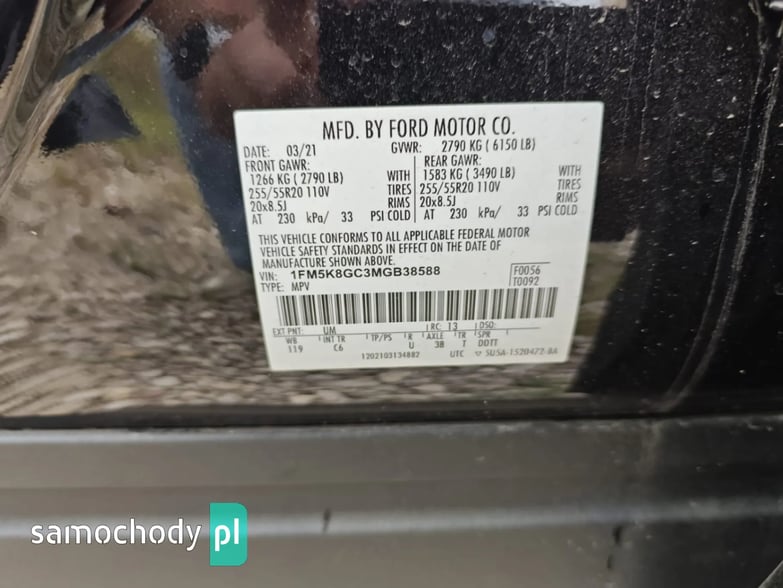 MFD. BY FORD MOTOR CO.
DATE: 03/21 GVWR: 2790 KG ( 6150 LB)
FRONT GAWR: REAR GAWR:
1266 KG ( 2790 LB) WITH 1583 KG ( 3490 LB) WITH
255/55R20 110V TIRES 255/55R20 110V TIRES
20x8.5J RIMS 20x8.5J RIMS
AT 230 kPa/ 33 PSI COLD AT 230 kPa/ 33 PSI COLD
THIS VEHICLE CONFORMS TO ALL APPLICABLE FEDERAL MOTOR
VEHICLE SAFETY STANDARDS IN EFFECT ON THE DATE OF
MANUFACTURE SHOWN ABOVE.
VIN: 1FM5K8GC3MGB38588 F0056
TYPE: MPV T0092
EXT PNT: UM RC: 13 DSO:
WB INT TR TP/PS R AXLE TR SPR
119 C6 U 3B T DOTT
1202103134882 UTC ▽ 5U5A-1520472-BA
samochody pl